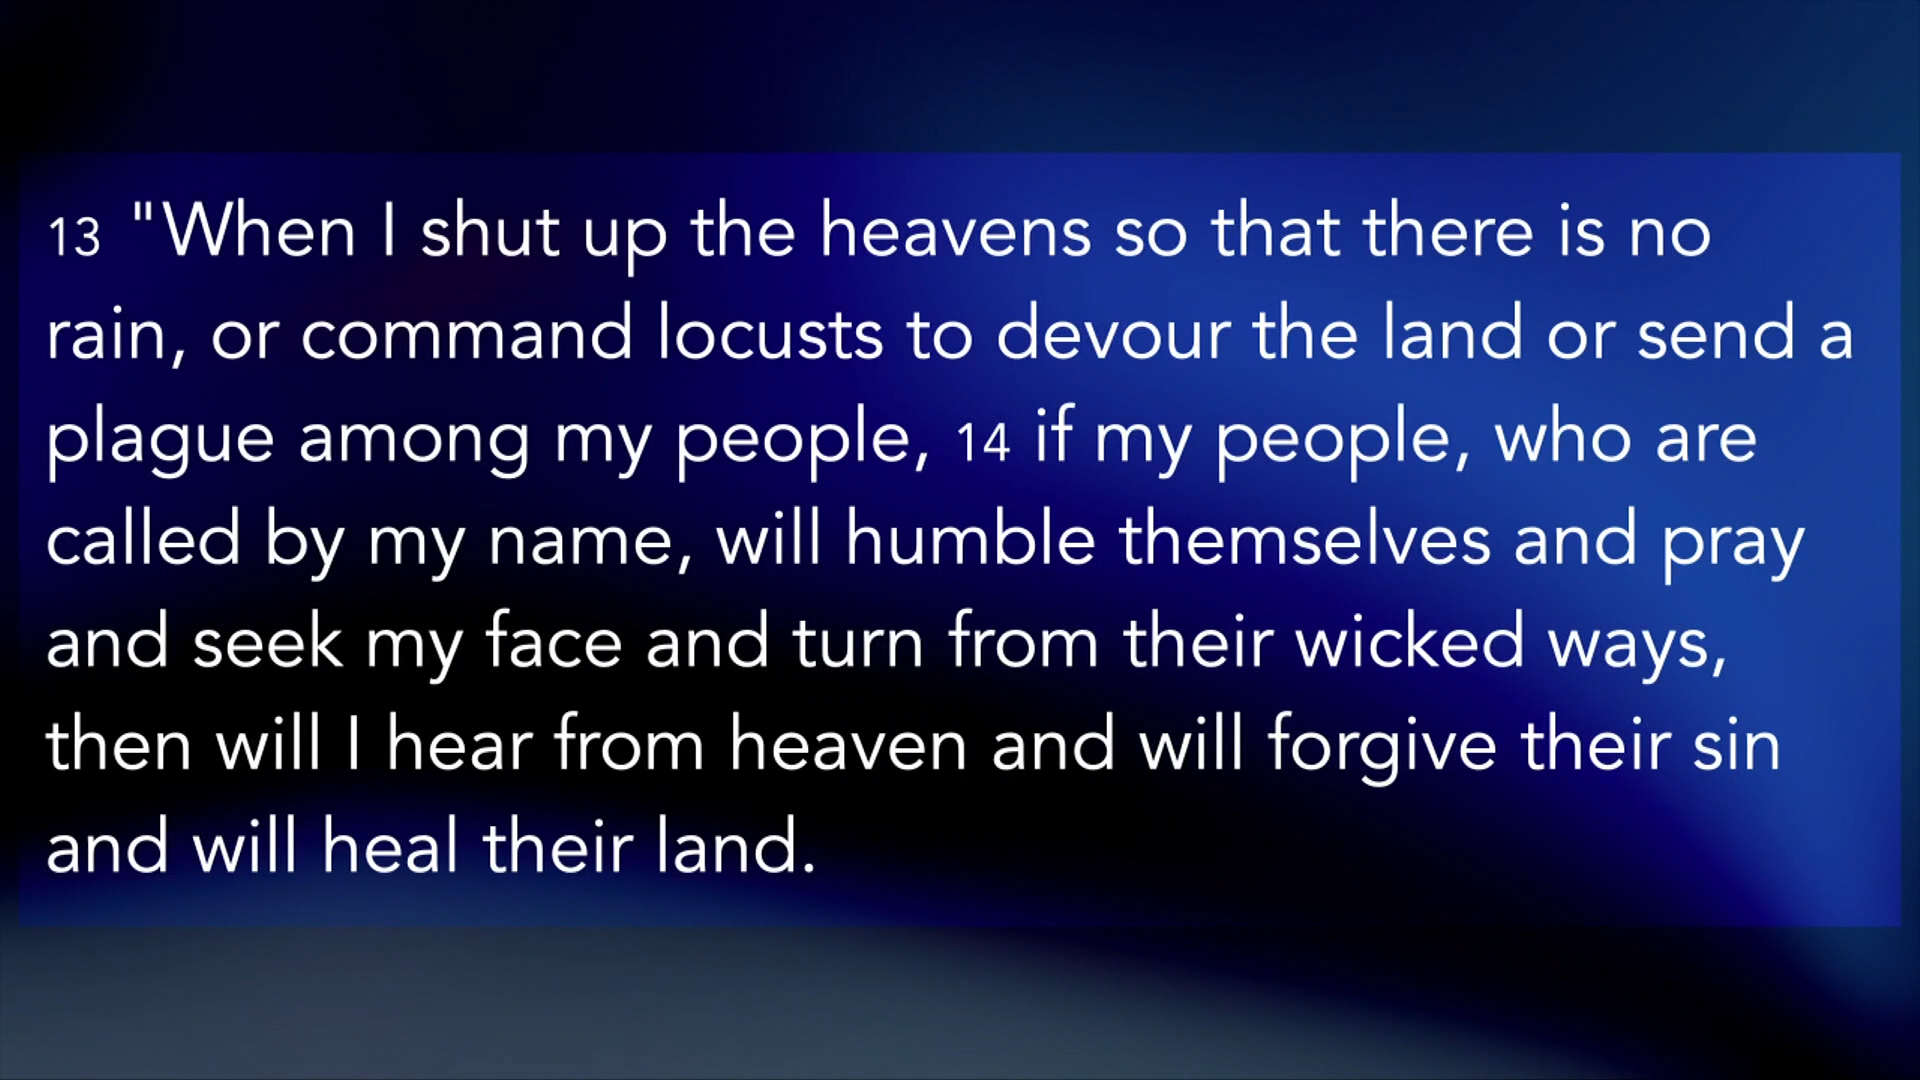 13 "When I shut up the heavens so that there is no
rain, or command locusts to devour the land or send a
plague among my people, 14 if my people, who are
called by my name, will humble themselves and pray
and seek my face and turn from their wicked ways,
then will I hear from heaven and will forgive their sin
and will heal their land.